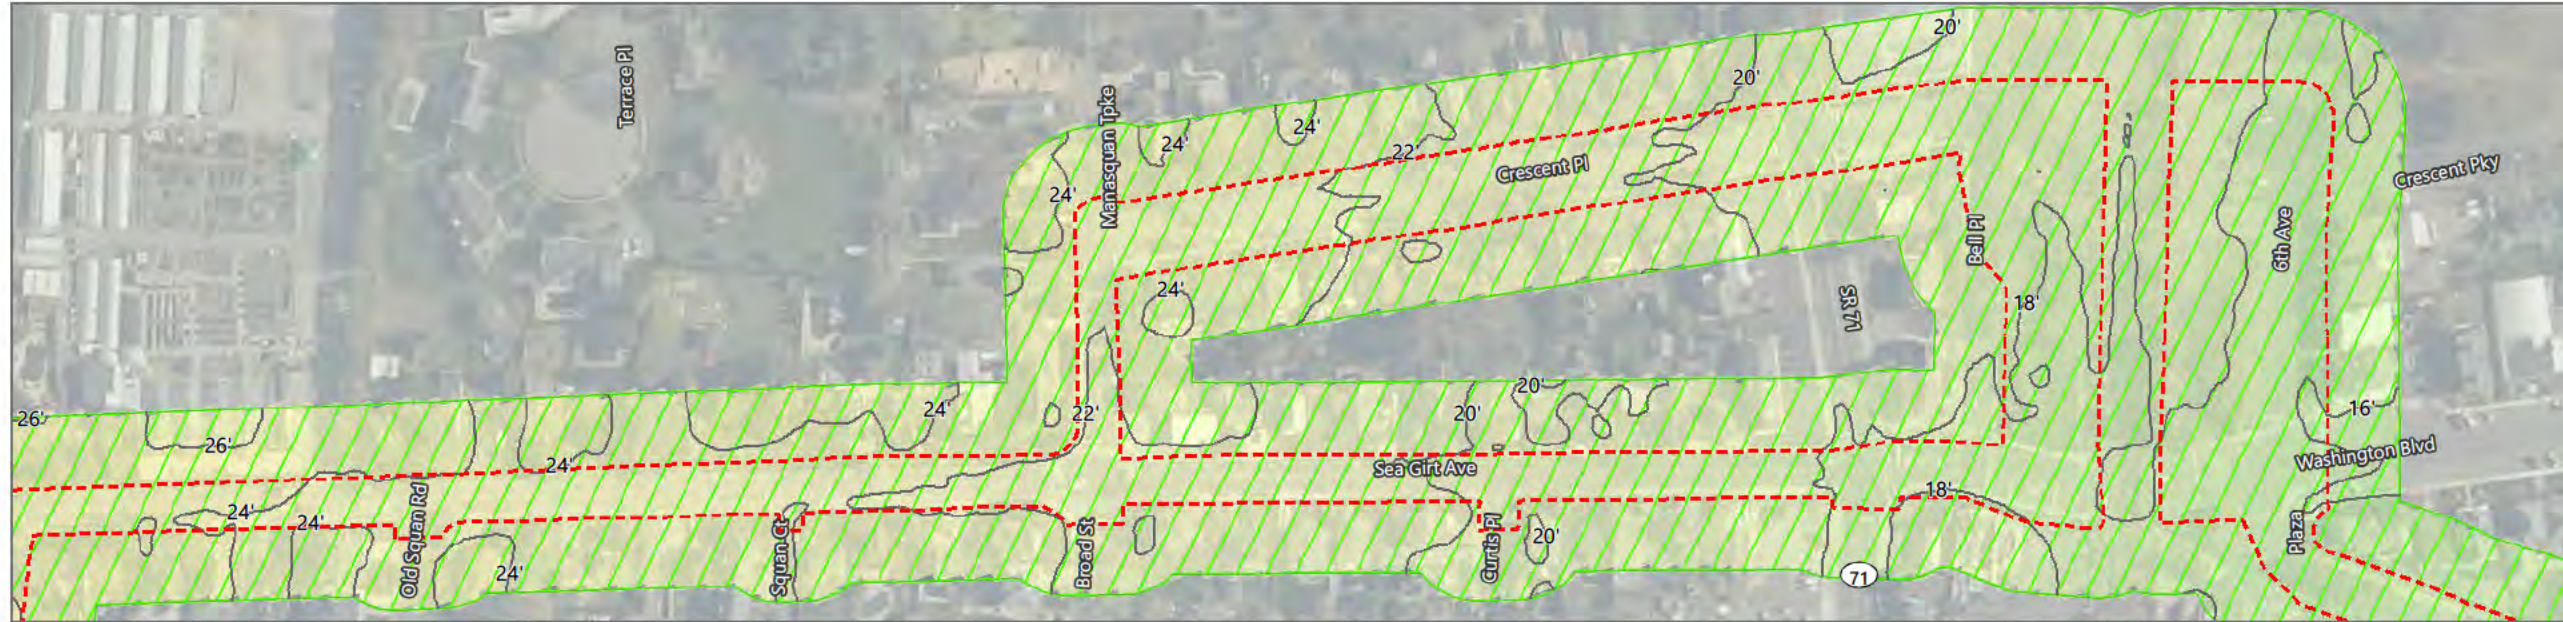 20'
Terrace Pl
20'
Manasquan Tpke
24'
24'
22'
Crescent Pl
Crescent Pky
24'
Bell Pl
6th Ave
24'
SR 71
18'
26'
24'
22'
20'
20'
16'
26'
24'
Sea Girt Ave
Washington Blvd
18'
24'
24'
Old Squan Rd
Squan Ct
Broad St
Curtis Pl
20'
Plaza
24'
71